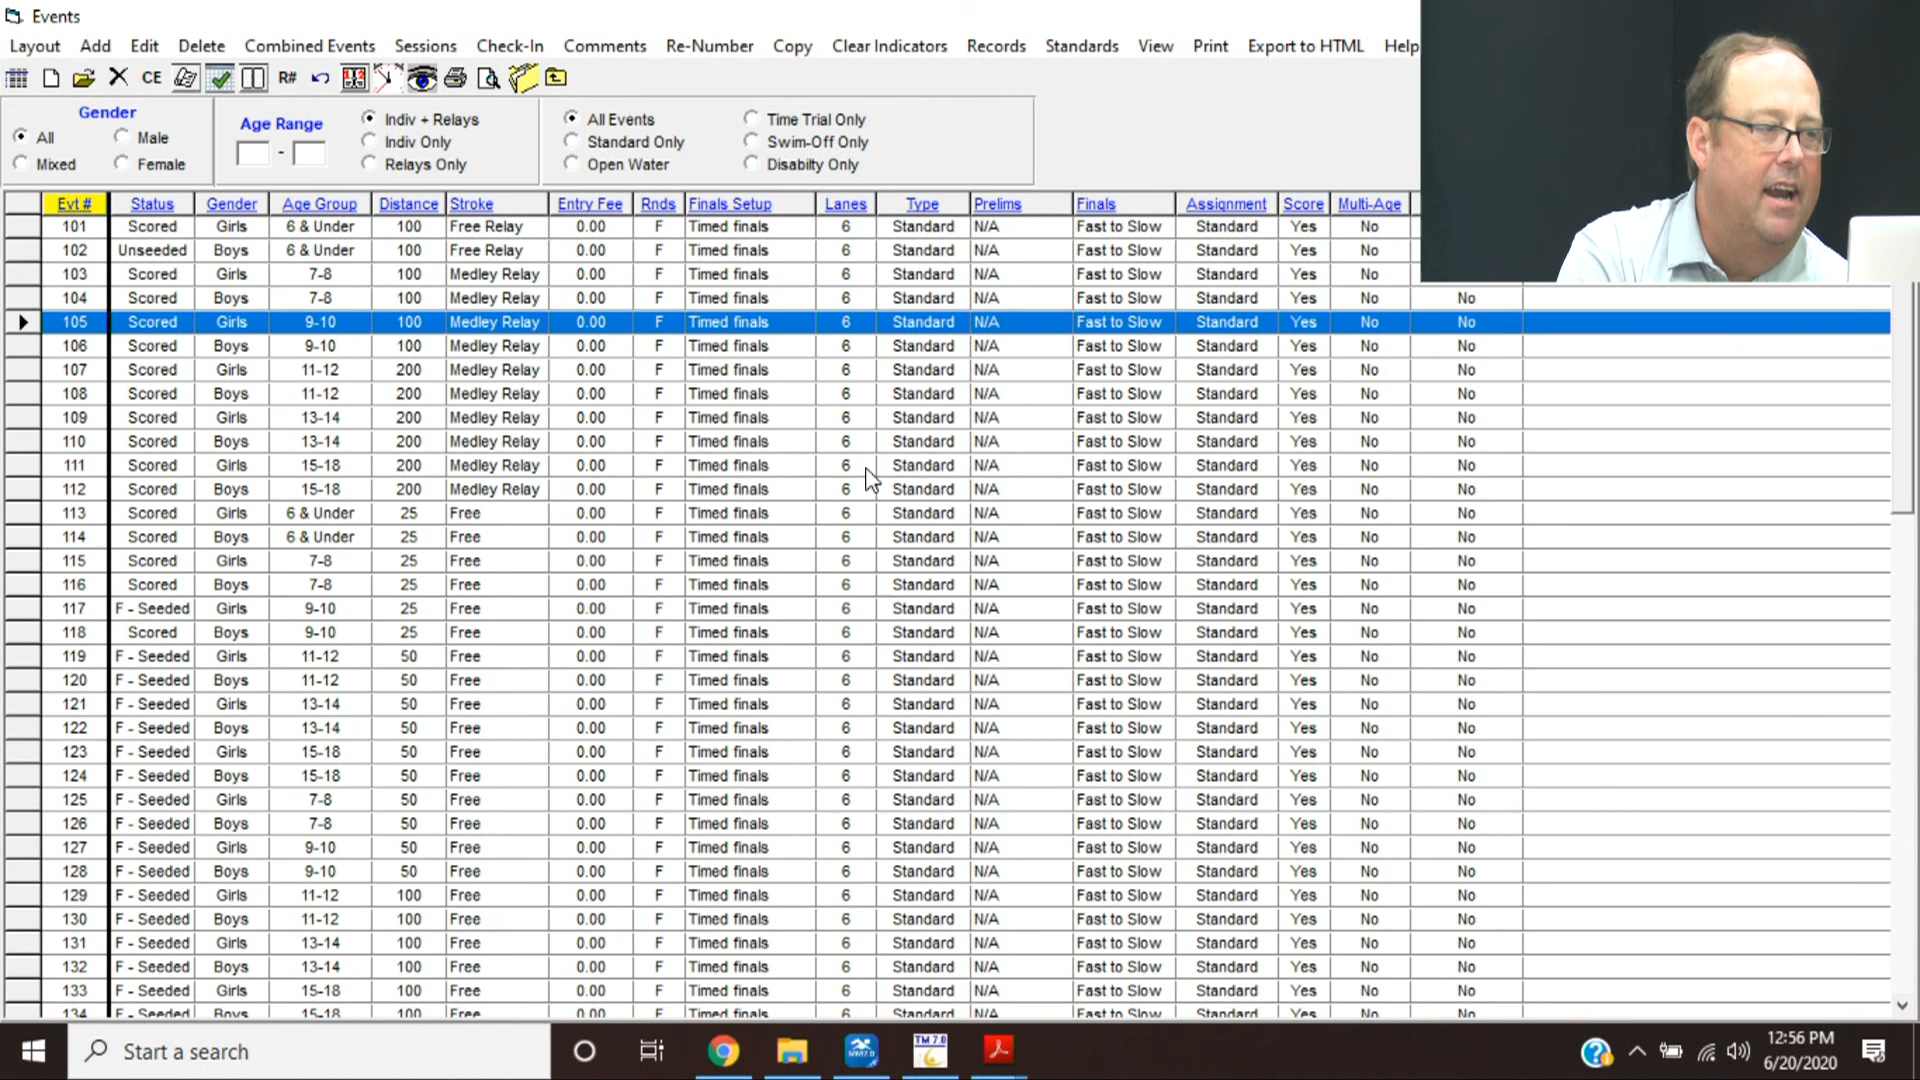 Events
Layout Add Edit Delete Combined Events Sessions Check-In Comments Re-Number Copy Clear Indicators Records Standards View Print Export to HTML Help
CE R#
Gender
All Male
Mixed Female
Age Range
-
Indiv + Relays
Indiv Only
Relays Only
All Events Time Trial Only
Standard Only Swim-Off Only
Open Water Disabilty Only
Evt # Status Gender Age Group Distance Stroke Entry Fee Rnds Finals Setup Lanes Type Prelims Finals Assignment Score Multi-Age
101 Scored Girls 6 & Under 100 Free Relay 0.00 F Timed finals 6 Standard N/A Fast to Slow Standard Yes No
102 Unseeded Boys 6 & Under 100 Free Relay 0.00 F Timed finals 6 Standard N/A Fast to Slow Standard Yes No
103 Scored Girls 7-8 100 Medley Relay 0.00 F Timed finals 6 Standard N/A Fast to Slow Standard Yes No
104 Scored Boys 7-8 100 Medley Relay 0.00 F Timed finals 6 Standard N/A Fast to Slow Standard Yes No No
105 Scored Girls 9-10 100 Medley Relay 0.00 F Timed finals 6 Standard N/A Fast to Slow Standard Yes No No
106 Scored Boys 9-10 100 Medley Relay 0.00 F Timed finals 6 Standard N/A Fast to Slow Standard Yes No No
107 Scored Girls 11-12 200 Medley Relay 0.00 F Timed finals 6 Standard N/A Fast to Slow Standard Yes No No
108 Scored Boys 11-12 200 Medley Relay 0.00 F Timed finals 6 Standard N/A Fast to Slow Standard Yes No No
109 Scored Girls 13-14 200 Medley Relay 0.00 F Timed finals 6 Standard N/A Fast to Slow Standard Yes No No
110 Scored Boys 13-14 200 Medley Relay 0.00 F Timed finals 6 Standard N/A Fast to Slow Standard Yes No No
111 Scored Girls 15-18 200 Medley Relay 0.00 F Timed finals 6 Standard N/A Fast to Slow Standard Yes No No
112 Scored Boys 15-18 200 Medley Relay 0.00 F Timed finals 6 Standard N/A Fast to Slow Standard Yes No No
113 Scored Girls 6 & Under 25 Free 0.00 F Timed finals 6 Standard N/A Fast to Slow Standard Yes No No
114 Scored Boys 6 & Under 25 Free 0.00 F Timed finals 6 Standard N/A Fast to Slow Standard Yes No No
115 Scored Girls 7-8 25 Free 0.00 F Timed finals 6 Standard N/A Fast to Slow Standard Yes No No
116 Scored Boys 7-8 25 Free 0.00 F Timed finals 6 Standard N/A Fast to Slow Standard Yes No No
117 F - Seeded Girls 9-10 25 Free 0.00 F Timed finals 6 Standard N/A Fast to Slow Standard Yes No No
118 Scored Boys 9-10 25 Free 0.00 F Timed finals 6 Standard N/A Fast to Slow Standard Yes No No
119 F - Seeded Girls 11-12 50 Free 0.00 F Timed finals 6 Standard N/A Fast to Slow Standard Yes No No
120 F - Seeded Boys 11-12 50 Free 0.00 F Timed finals 6 Standard N/A Fast to Slow Standard Yes No No
121 F - Seeded Girls 13-14 50 Free 0.00 F Timed finals 6 Standard N/A Fast to Slow Standard Yes No No
122 F - Seeded Boys 13-14 50 Free 0.00 F Timed finals 6 Standard N/A Fast to Slow Standard Yes No No
123 F - Seeded Girls 15-18 50 Free 0.00 F Timed finals 6 Standard N/A Fast to Slow Standard Yes No No
124 F - Seeded Boys 15-18 50 Free 0.00 F Timed finals 6 Standard N/A Fast to Slow Standard Yes No No
125 F - Seeded Girls 7-8 50 Free 0.00 F Timed finals 6 Standard N/A Fast to Slow Standard Yes No No
126 F - Seeded Boys 7-8 50 Free 0.00 F Timed finals 6 Standard N/A Fast to Slow Standard Yes No No
127 F - Seeded Girls 9-10 50 Free 0.00 F Timed finals 6 Standard N/A Fast to Slow Standard Yes No No
128 F - Seeded Boys 9-10 50 Free 0.00 F Timed finals 6 Standard N/A Fast to Slow Standard Yes No No
129 F - Seeded Girls 11-12 100 Free 0.00 F Timed finals 6 Standard N/A Fast to Slow Standard Yes No No
130 F - Seeded Boys 11-12 100 Free 0.00 F Timed finals 6 Standard N/A Fast to Slow Standard Yes No No
131 F - Seeded Girls 13-14 100 Free 0.00 F Timed finals 6 Standard N/A Fast to Slow Standard Yes No No
132 F - Seeded Boys 13-14 100 Free 0.00 F Timed finals 6 Standard N/A Fast to Slow Standard Yes No No
133 F - Seeded Girls 15-18 100 Free 0.00 F Timed finals 6 Standard N/A Fast to Slow Standard Yes No No
134 F - Seeded Boys 15-18 100 Free 0.00 F Timed finals 6 Standard N/A Fast to Slow Standard Yes No No
Start a search
MM7.0
TM 7.0
12:56 PM
6/20/2020